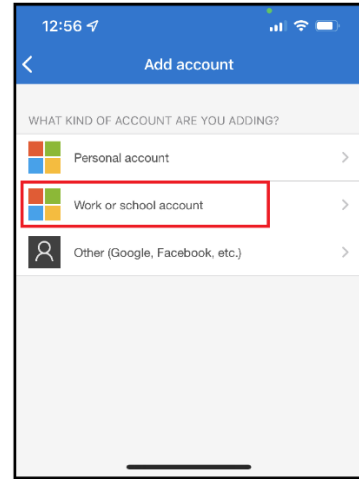 12:56
Add account
WHAT KIND OF ACCOUNT ARE YOU ADDING?
Personal account
Work or school account
Other (Google, Facebook, etc.)